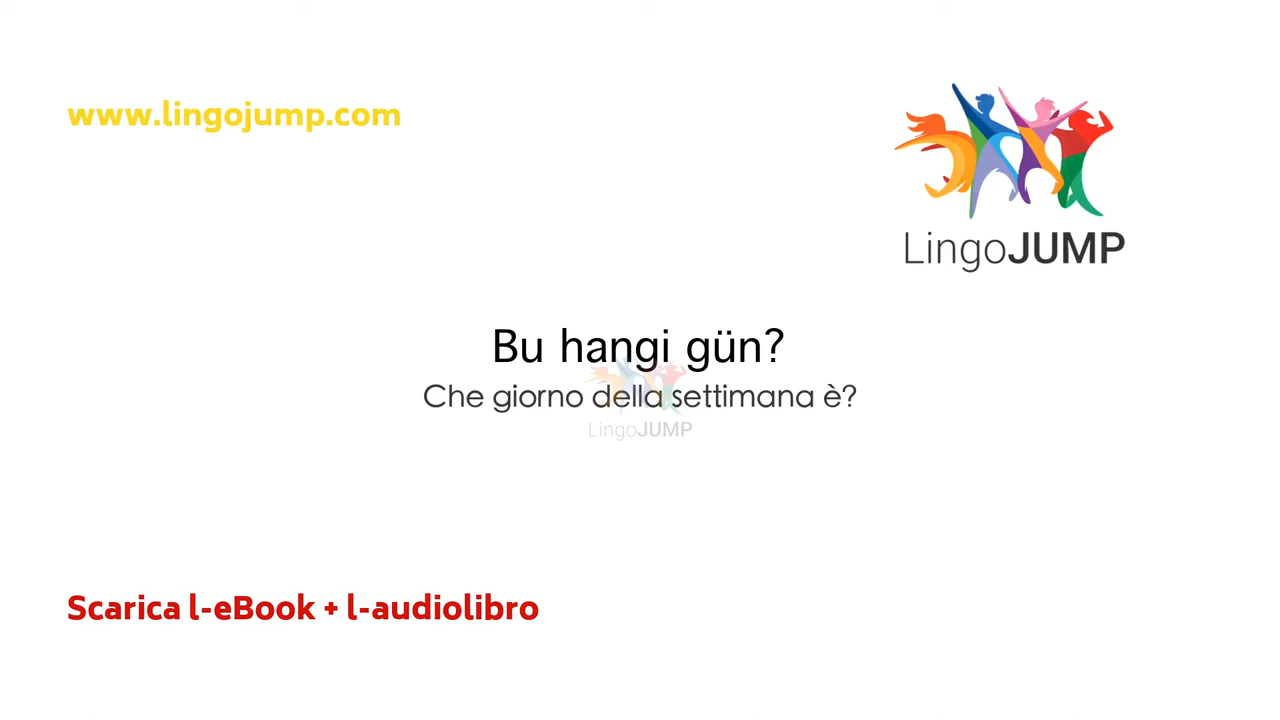 www.lingojump.com
LingoJUMP
Bu hangi gün?
Che giorno della settimana è?
LingoJUMP
Scarica l-eBook + l-audiolibro